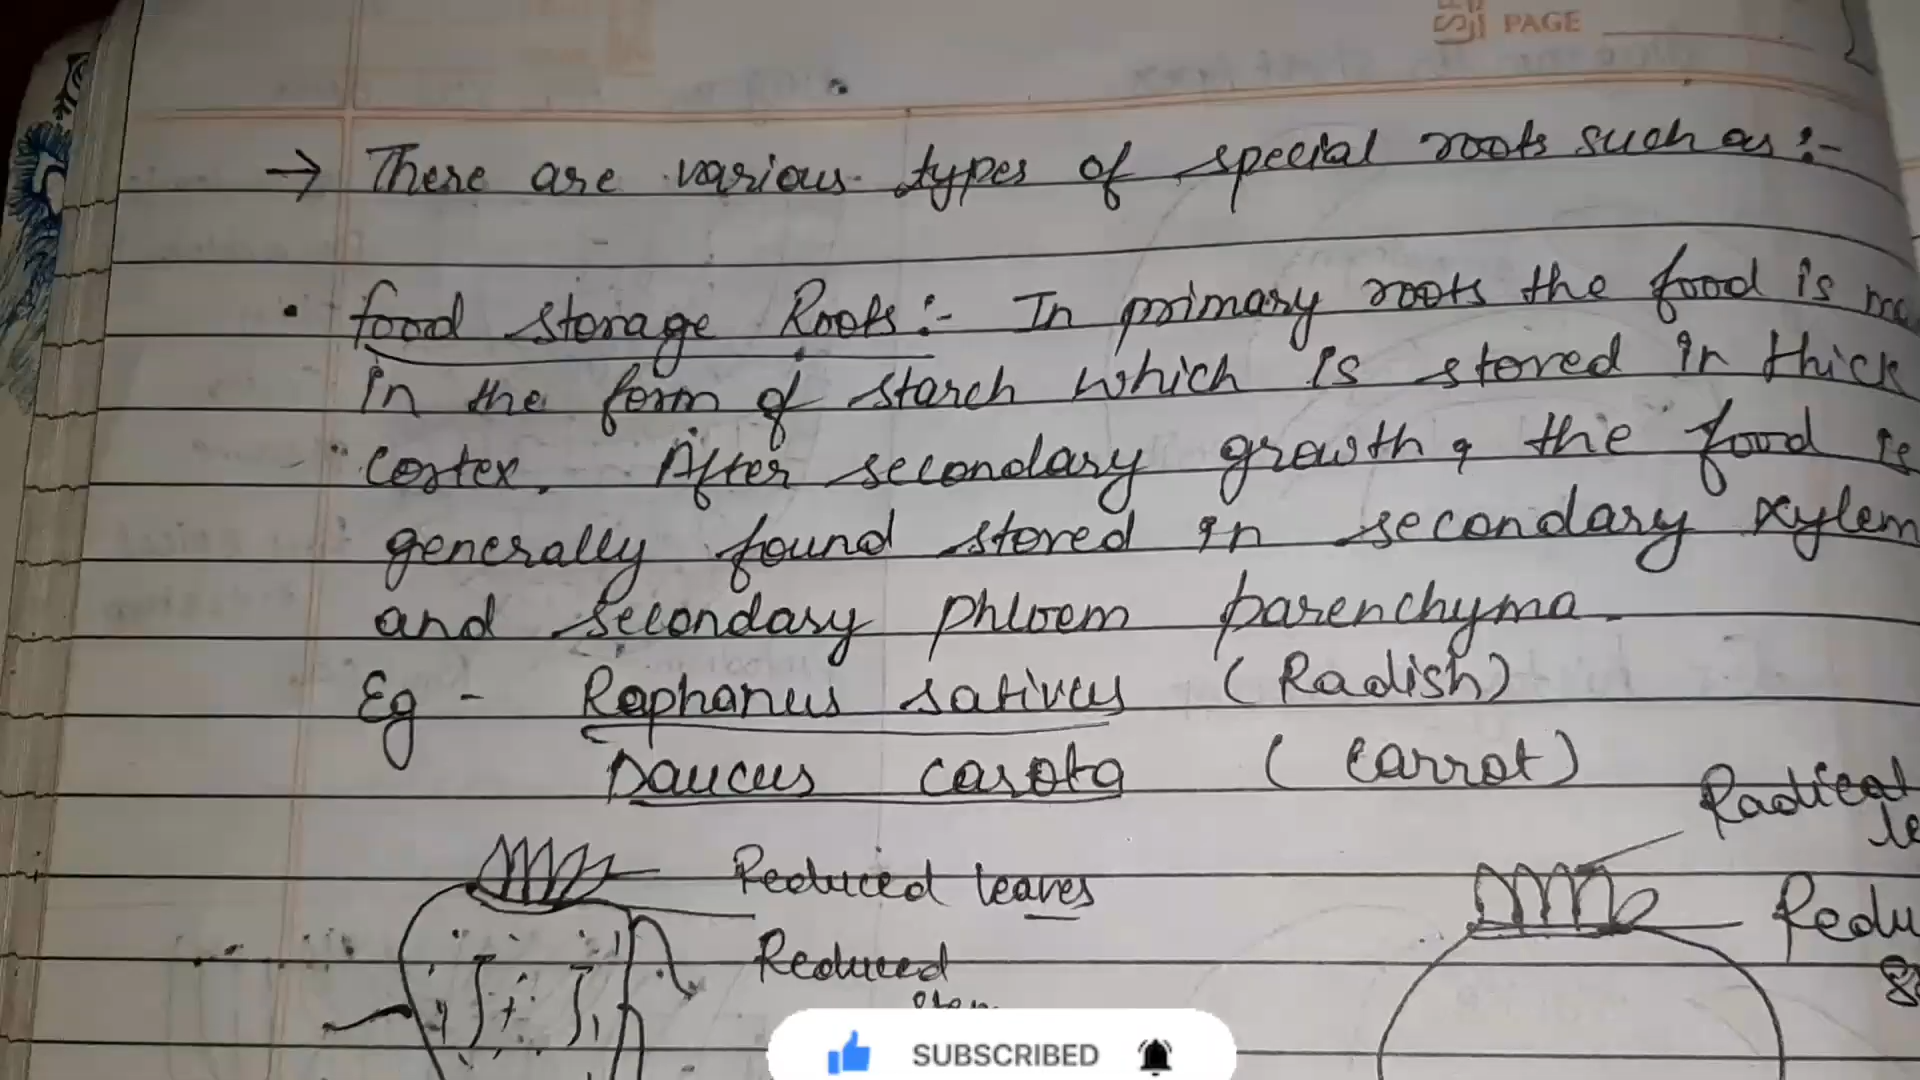 PAGE
→ There are various types of special roots such as :-
• food storage Roots :- In primary roots the food is
in the form of starch which is stored in thick
cortex. After secondary growth, the food is
generally found stored in secondary xylem
and secondary phloem parenchyma.
Eg - Raphanus sativus (Radish)
Daucus carota (Carrot)
Radical
Reduced leaves
Reduced
SUBSCRIBED